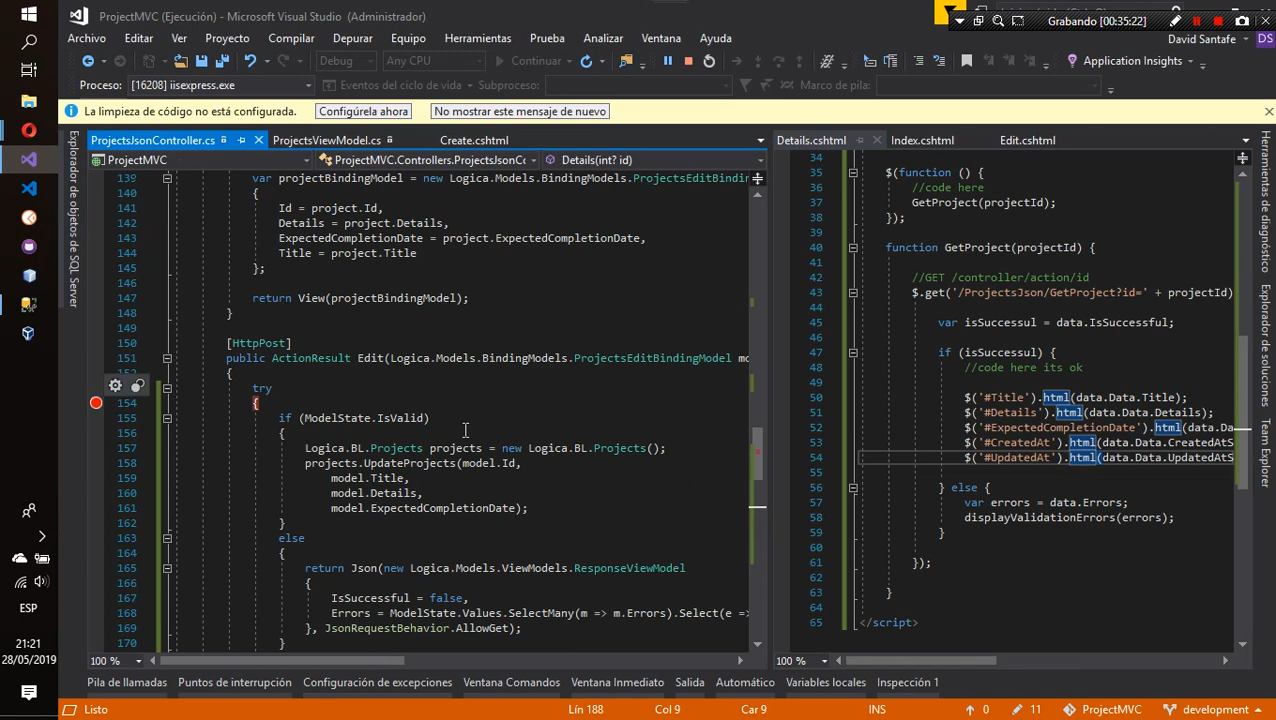 ProjectMVC (Ejecución) - Microsoft Visual Studio (Administrador)
Grabando [00:35:22]
Archivo Editar Ver Proyecto Compilar Depurar Equipo Herramientas Prueba Analizar Ventana Ayuda
David Santafe DS
Debug Any CPU Continuar Application Insights
Proceso: [16208] iisexpress.exe Eventos del ciclo de vida Subproceso: Marco de pila:
La limpieza de código no está configurada. Configúrela ahora No mostrar este mensaje de nuevo
Explorador de objetos de SQL Server
ProjectsJsonController.cs ProjectsViewModel.cs Create.cshtml
ProjectMVC ProjectMVC.Controllers.ProjectsJsonCc Details(int? id)
139 var projectBindingModel = new Logica.Models.BindingModels.ProjectsEditBinding
140 {
141 Id = project.Id,
142 Details = project.Details,
143 ExpectedCompletionDate = project.ExpectedCompletionDate,
144 Title = project.Title
145 };
146
147 return View(projectBindingModel);
148 }
149
150 [HttpPost]
151 public ActionResult Edit(Logica.Models.BindingModels.ProjectsEditBindingModel mo
152 {
try
154 {
155 if (ModelState.IsValid)
156 {
157 Logica.BL.Projects projects = new Logica.BL.Projects();
158 projects.UpdateProjects(model.Id,
159 model.Title,
160 model.Details,
161 model.ExpectedCompletionDate);
162 }
163 else
164 {
165 return Json(new Logica.Models.ViewModels.ResponseViewModel
166 {
167 IsSuccessful = false,
168 Errors = ModelState.Values.SelectMany(m => m.Errors).Select(e =>
169 }, JsonRequestBehavior.AllowGet);
170 }
100 %
Details.cshtml Index.cshtml Edit.cshtml
34
35 $(function () {
36 //code here
37 GetProject(projectId);
38 });
39
40 function GetProject(projectId) {
41
42 //GET /controller/action/id
43 $.get('/ProjectsJson/GetProject?id=' + projectId)
44
45 var isSuccessul = data.IsSuccessful;
46
47 if (isSuccessul) {
48 //code here its ok
49
50 $('#Title').html(data.Data.Title);
51 $('#Details').html(data.Data.Details);
52 $('#ExpectedCompletionDate').html(data.Da
53 $('#CreatedAt').html(data.Data.CreatedAtS
54 $('#UpdatedAt').html(data.Data.UpdatedAtS
55
56 } else {
57 var errors = data.Errors;
58 displayValidationErrors(errors);
59 }
60
61 });
62
63 }
64
65 </script>
100 %
Herramientas de diagnóstico
Explorador de soluciones
Team Explorer
Pila de llamadas Puntos de interrupción Configuración de excepciones Ventana Comandos Ventana Inmediato Salida Automático Variables locales Inspección 1
Listo Lín 188 Col 9 Car 9 INS 0 11 ProjectMVC development
ESP
21:21
28/05/2019